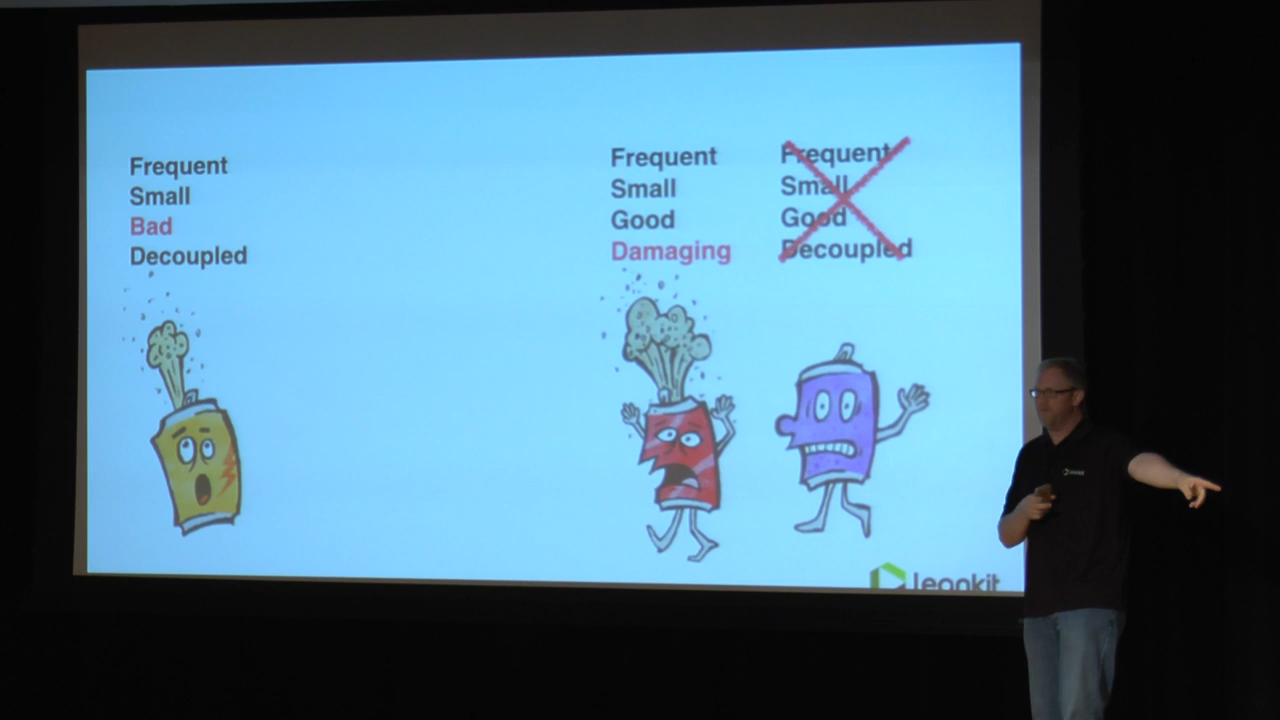 Frequent
Small
Bad
Decoupled
Frequent
Small
Good
Damaging
Frequent
Small
Good
Decoupled
leankit